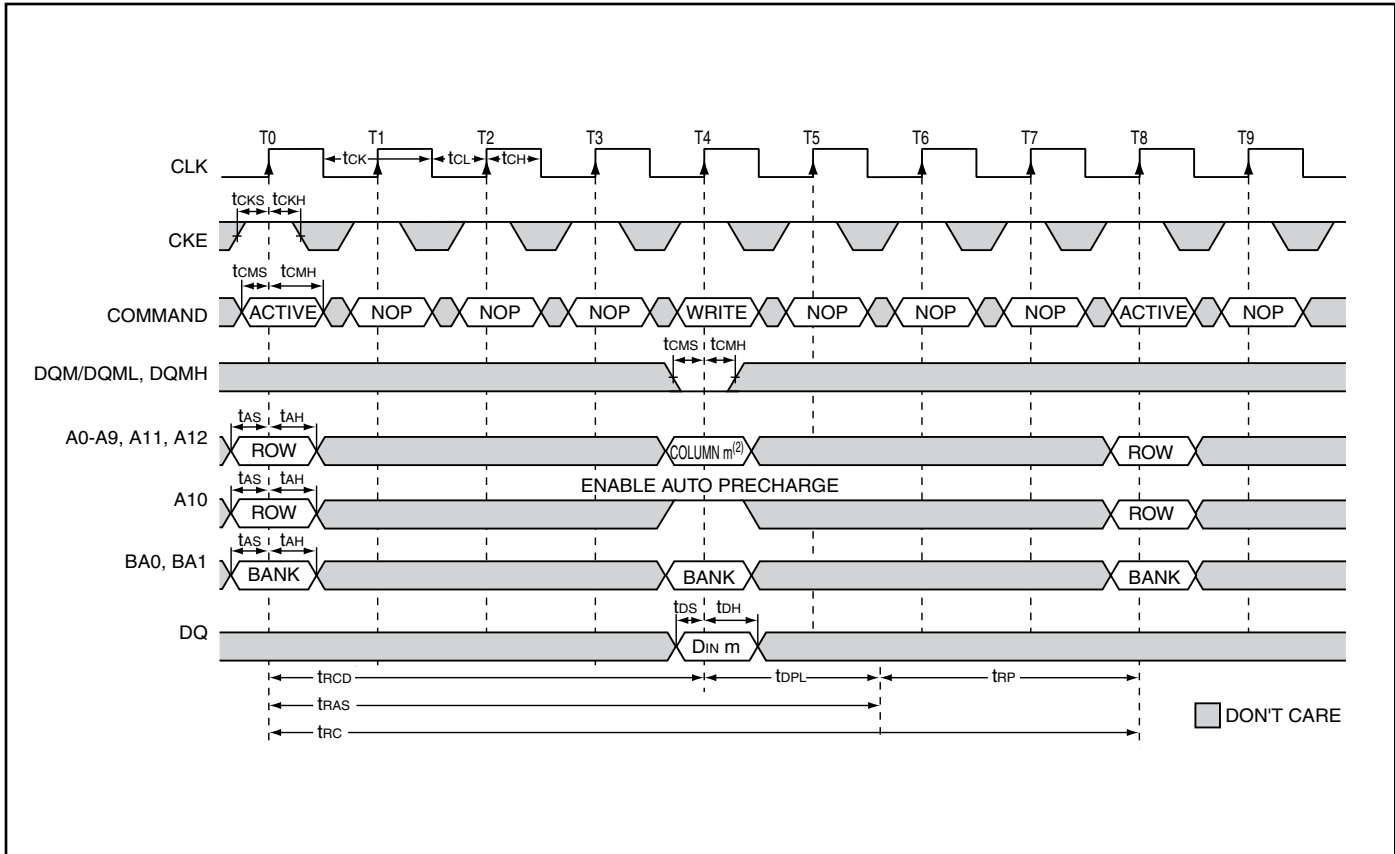 T0 T1 T2 T3 T4 T5 T6 T7 T8 T9
CLK tCK tCL tCH
tCKS tCKH
CKE
tCMS tCMH
COMMAND ACTIVE NOP NOP NOP WRITE NOP NOP NOP ACTIVE NOP
tCMS tCMH
DQM/DQML, DQMH
tAS tAH
A0-A9, A11, A12 ROW COLUMN m(2) ROW
tAS tAH ENABLE AUTO PRECHARGE
A10 ROW ROW
tAS tAH
BA0, BA1 BANK BANK BANK
tDS tDH
DQ DIN m
tRCD tDPL tRP
tRAS
tRC
DON'T CARE